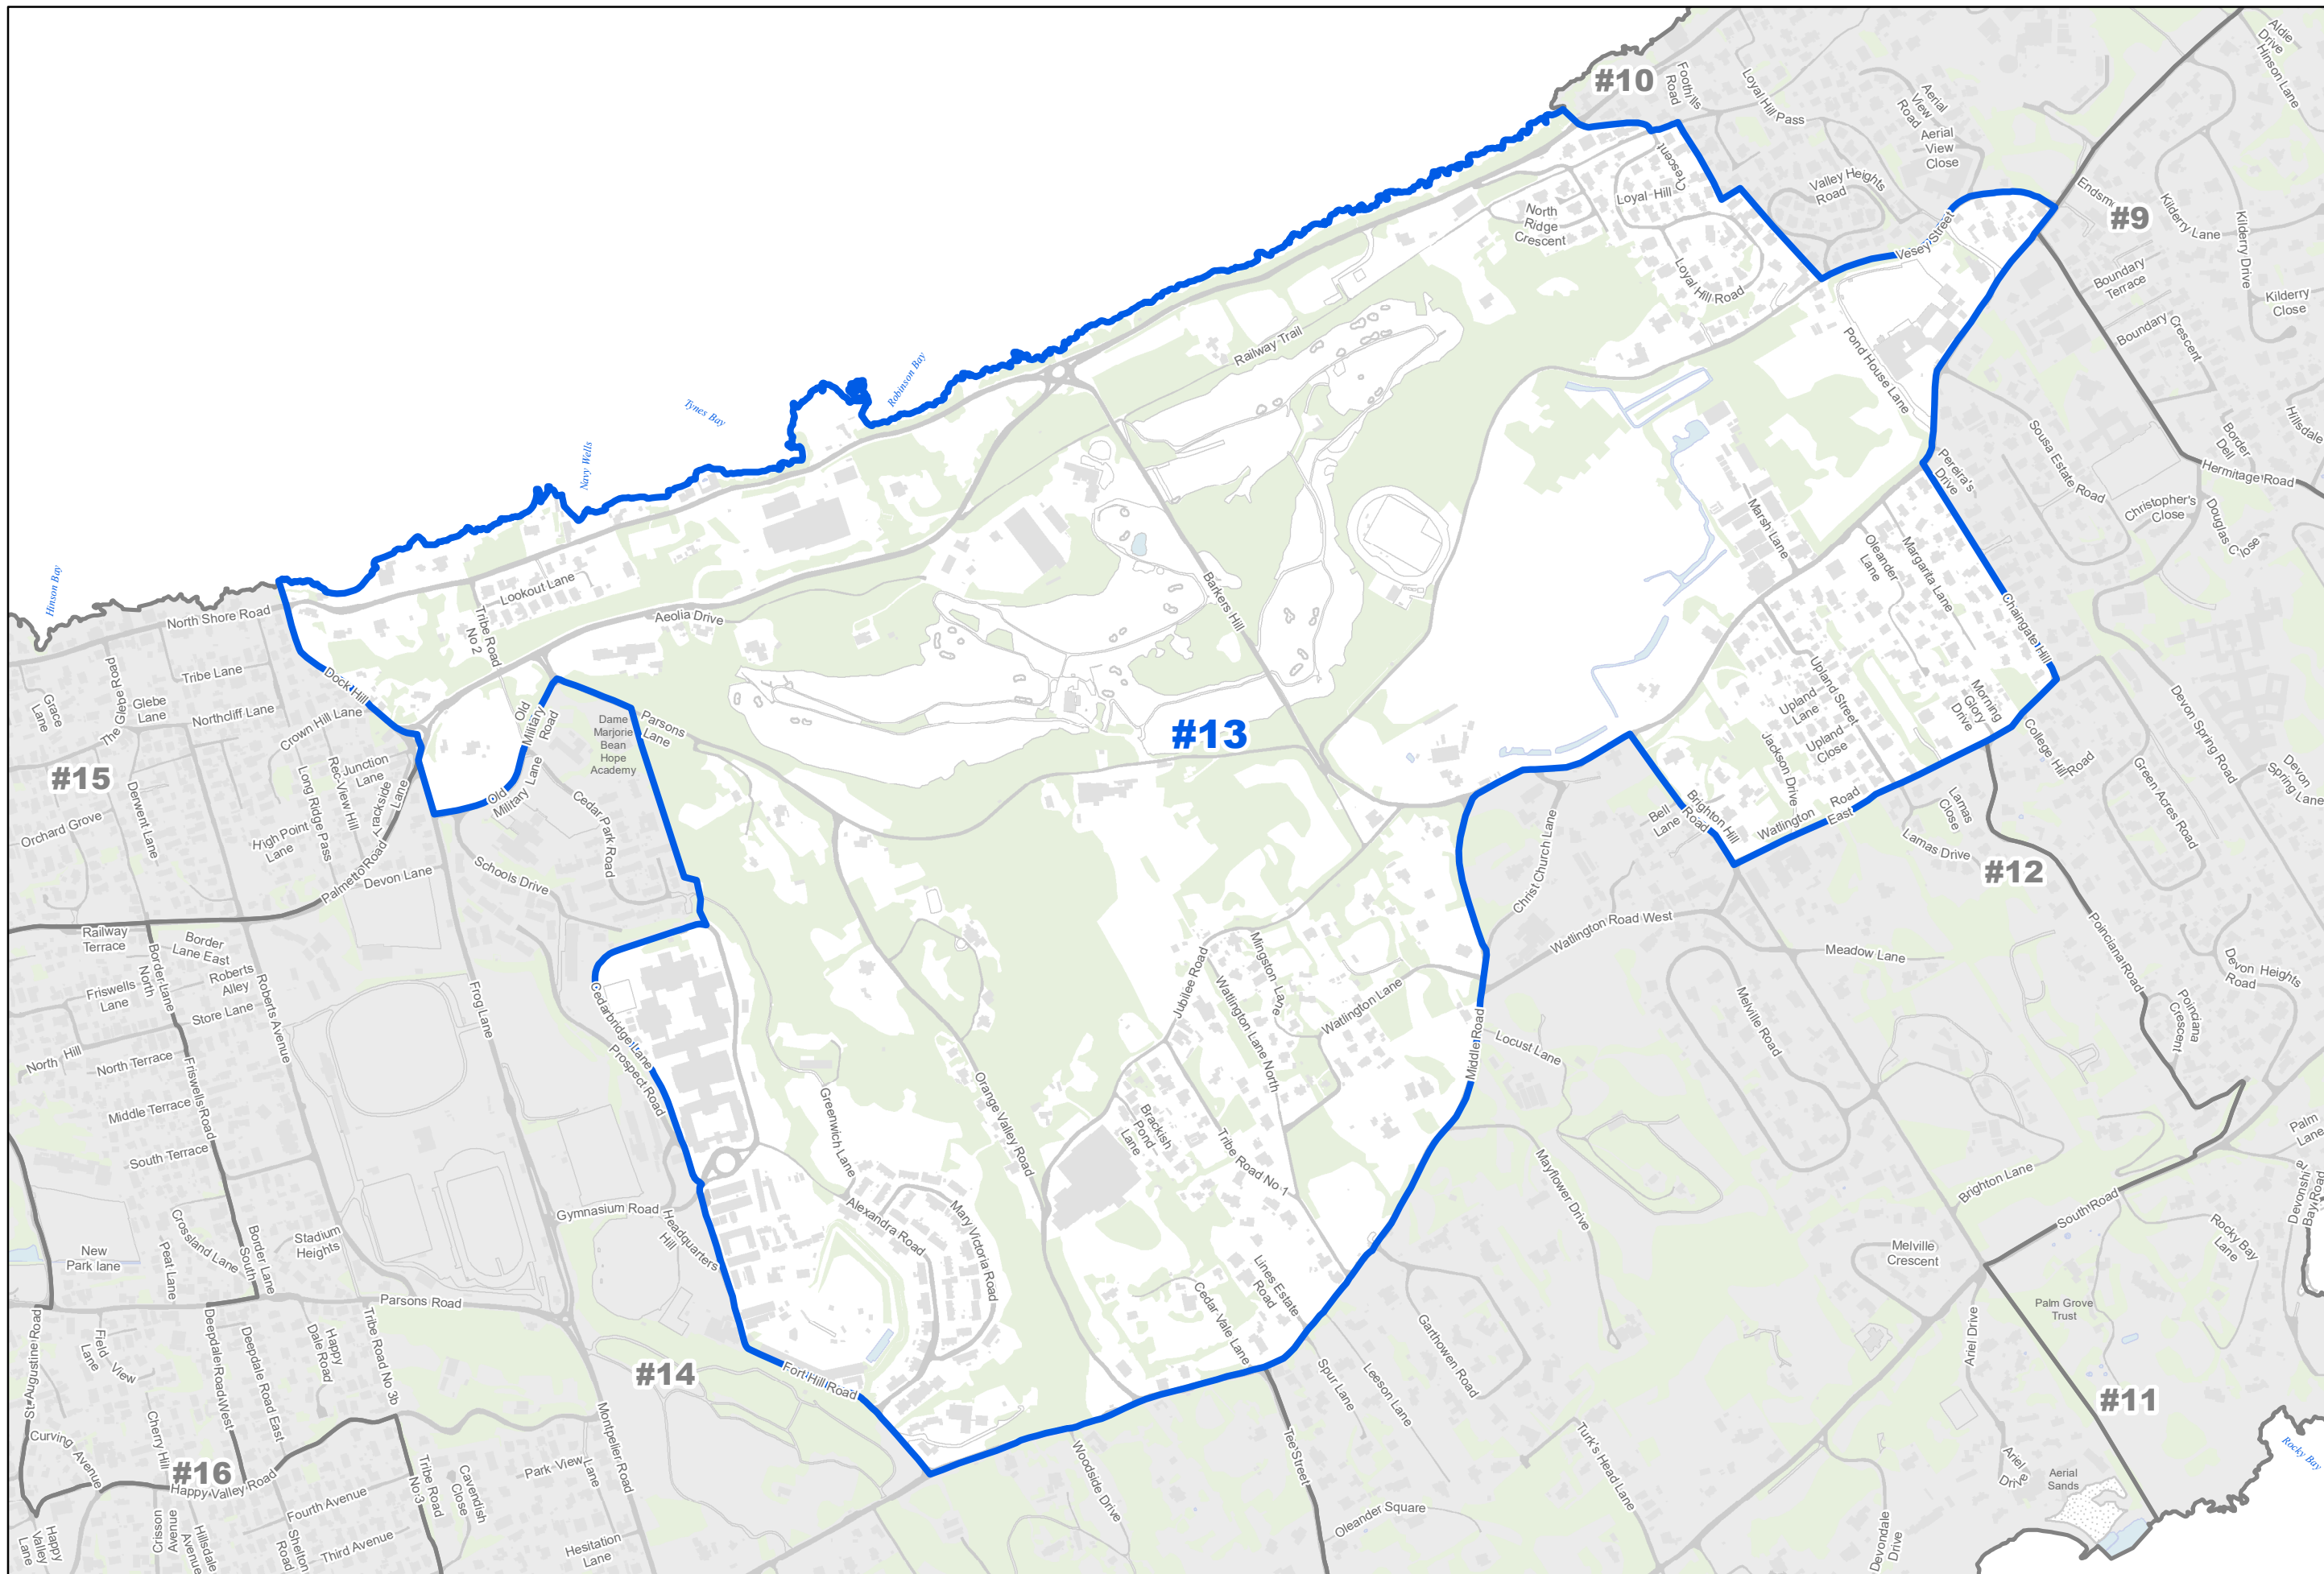 #10
Foothills
Road
Loyal Hill Pass
Aerial
View
Road
Aerial
View
Close
Aldie
Drive
Hinson Lane
Valley Heights
Road
Crescent
Loyal Hill
North
Ridge
Crescent
Loyal Hill Road
Vesey Street
#9
Kilderry Lane
Kilderry Drive
Kilderry
Close
Boundary
Terrace
Boundary
Crescent
Hillsdale
Border
Dell
Hermitage Road
Pond House Lane
Sousa Estate Road
Pereira's
Drive
Christopher's
Close
Douglas Close
Railway Trail
Robinson Bay
Tynes Bay
Navy Wells
Hinson Bay
North Shore Road
Lookout Lane
Tribe Road
No 2
Aeolia Drive
Barkers Hill
Marsh Lane
Oleander
Lane
Margarita Lane
Chaingate Hill
Upland Street
Upland
Lane
Upland
Close
Jackson Drive
Morning
Glory
Drive
College Hill
Road
Devon Spring Road
Devon
Spring Lane
Green Acres Road
Bell
Lane
Brighton Hill
Road
Watlington
Road
East
Lamas
Close
Lamas Drive
#12
#13
Grace
Lane
The Glebe Road
Glebe
Lane
Tribe Lane
Northcliff Lane
Dock Hill
Crown Hill Lane
Junction
Lane
Rec-View Hill
Long Ridge Pass
High Point
Lane
Trackside
Lane
Palmetto Road
Devon Lane
Derwent Lane
Orchard Grove
#15
Old
Military
Road
Old
Military Lane
Dame
Marjorie
Bean
Hope
Academy
Parsons
Lane
Cedar Park Road
Schools Drive
Christ Church Lane
Watlington Road West
Meadow Lane
Melville Road
Poinciana Road
Devon Heights
Road
Poinciana
Crescent
Railway
Terrace
Border
Lane East
Border Lane
North
Roberts
Alley
Friswells
Lane
Store Lane
Roberts Avenue
North Hill
North Terrace
Friswells Road
Middle Terrace
South Terrace
Frog Lane
Cedarbridge Lane
Prospect Road
Jubilee Road
Mingston Lane
Watlington Lane North
Watlington Lane
Middle Road
Locust Lane
Mayflower Drive
Orange Valley Road
Greenwich Lane
Brackish
Pond
Lane
Tribe Road No 1
Alexandra Road
Mary Victoria Road
Cedar Vale Lane
Lines Estate
Road
Gymnasium Road
Headquarters
Hill
Fort Hill Road
Stadium
Heights
Border Lane
South
Crossland Lane
Peat Lane
New
Park lane
Parsons Road
#14
St. Augustine Road
Field View
Lane
Deepdale Road West
Deepdale Road East
Happy
Dale Road
Tribe Road No 3b
Montpelier Road
Curving Avenue
Cherry Hill
#16
Happy Valley Road
Happy
Valley
Lane
Crisson
Avenue
Hillsdale
Avenue
Fourth Avenue
Shelton
Road
Third Avenue
Tribe Road
No 3
Cavendish
Close
Park View
Lane
Hesitation
Lane
Woodside Drive
Tee Street
Spur Lane
Leeson Lane
Garthowen Road
Turk's Head Lane
Oleander Square
Brighton Lane
South Road
Melville
Crescent
Palm
Lane
Rocky Bay
Lane
Devonshire
Bay Road
Palm Grove
Trust
Ariel Drive
Ariel
Drive
#11
Aerial
Sands
Devondale
Drive
Rocky Bay